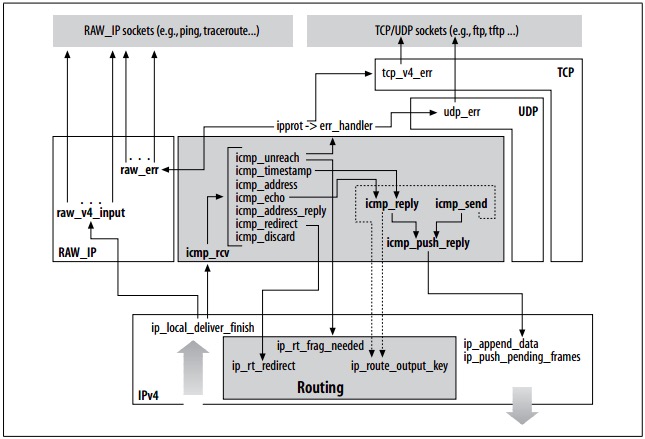 RAW_IP sockets (e.g., ping, traceroute...)
TCP/UDP sockets (e.g., ftp, tftp ...)
tcp_v4_err
TCP
udp_err
UDP
ipprot -> err_handler
. . .
raw_err
. . .
raw_v4_input
RAW_IP
icmp_unreach
icmp_timestamp
icmp_address
icmp_echo
icmp_address_reply
icmp_redirect
icmp_discard
icmp_rcv
icmp_reply
icmp_send
icmp_push_reply
ip_local_deliver_finish
ip_rt_frag_needed
ip_rt_redirect
ip_route_output_key
Routing
ip_append_data
ip_push_pending_frames
IPv4